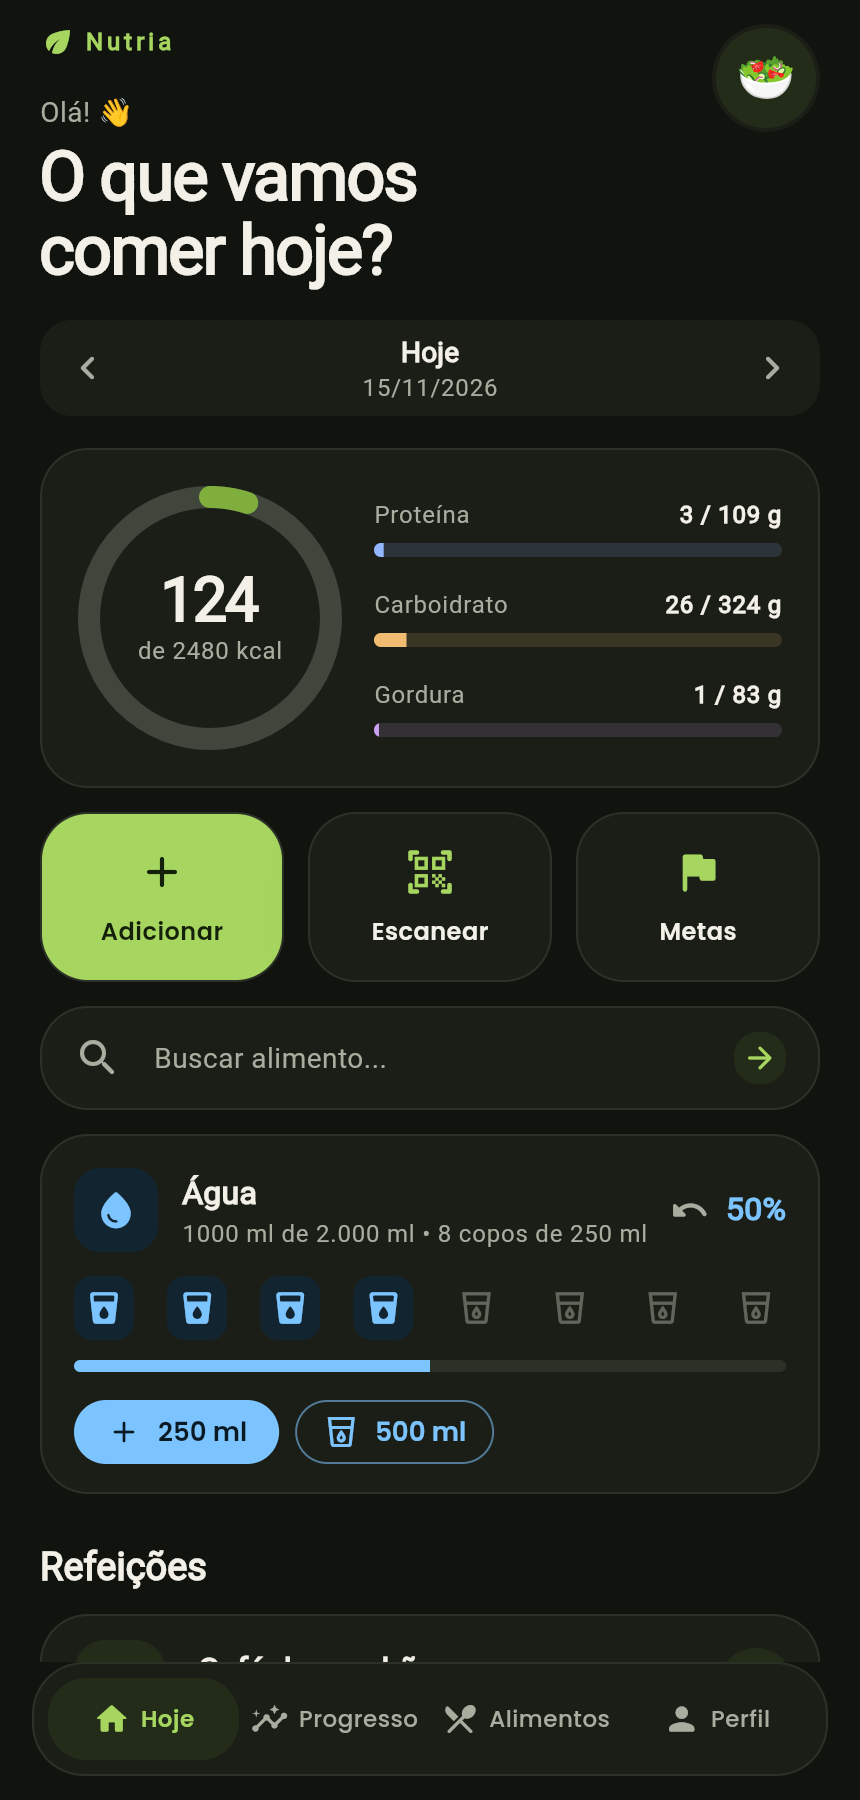 Nutria
Olá! 👋
O que vamos
comer hoje?
Hoje
15/11/2026
124
de 2480 kcal
Proteína 3 / 109 g
Carboidrato 26 / 324 g
Gordura 1 / 83 g
Adicionar
Escanear
Metas
Buscar alimento...
Água
1000 ml de 2.000 ml • 8 copos de 250 ml
50%
250 ml
500 ml
Refeições
Hoje
Progresso
Alimentos
Perfil